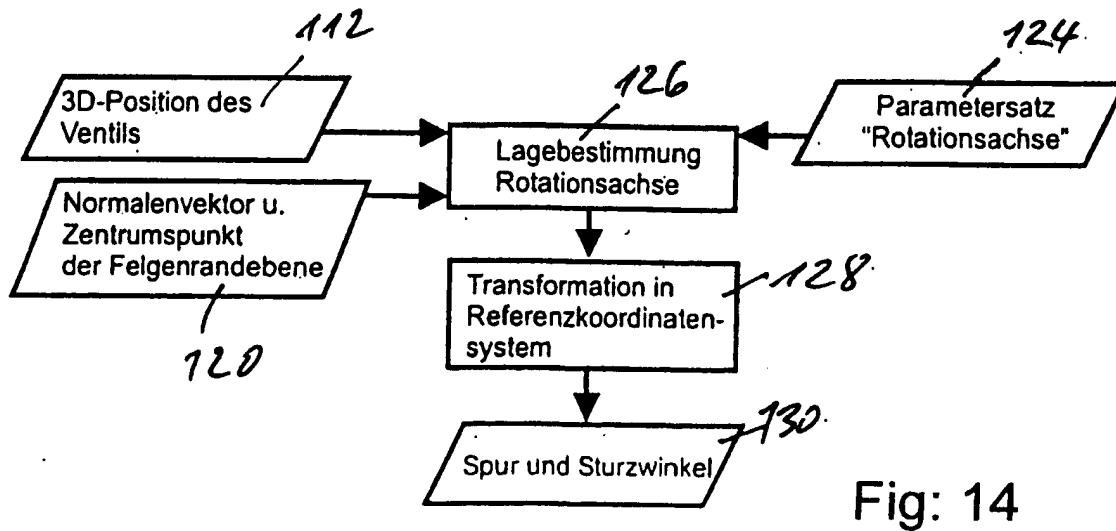 112
124
3D-Position des
Ventils
126
Parametersatz
"Rotationsachse"
Lagebestimmung
Rotationsachse
Normalenvektor u.
Zentrumspunkt
der Felgenrandebene
120
Transformation in
Referenzkoordinaten-
system
128
130
Spur und Sturzwinkel
Fig: 14